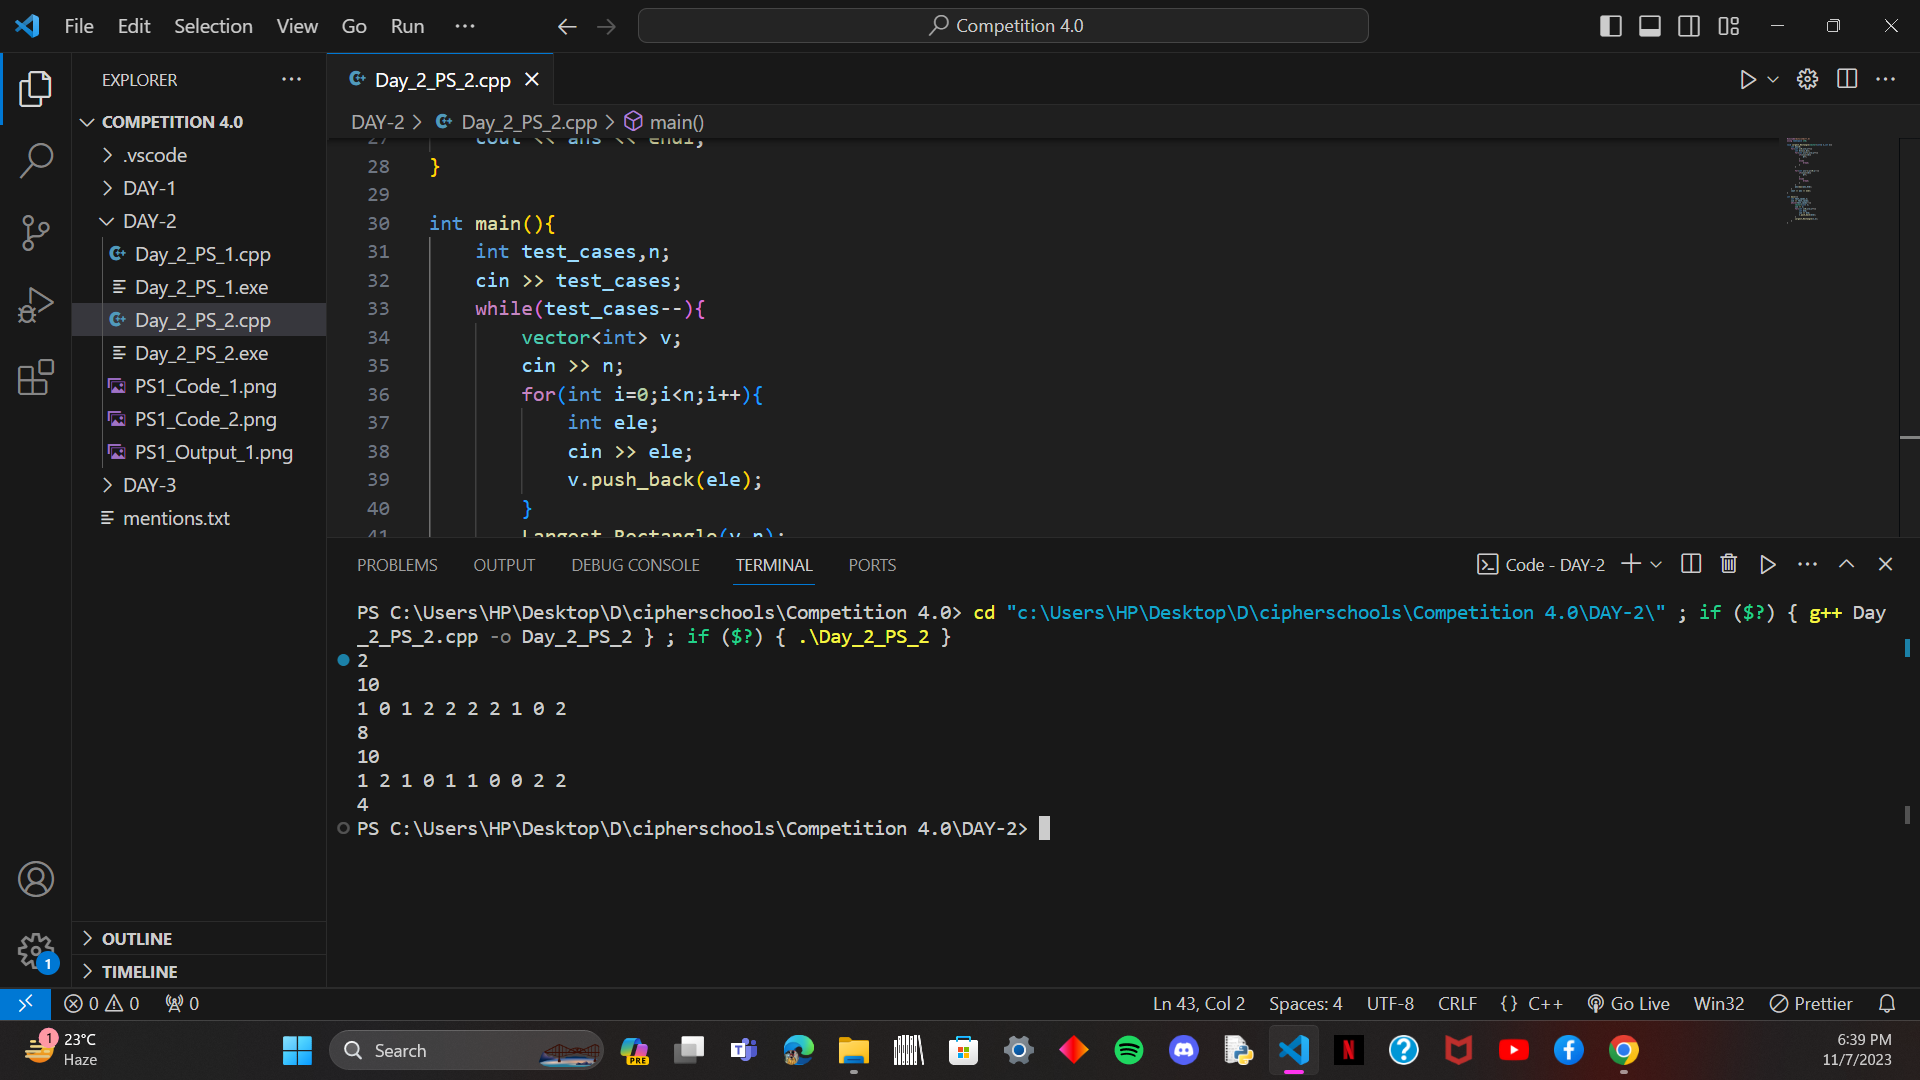 File Edit Selection View Go Run ···
Competition 4.0
EXPLORER
COMPETITION 4.0
.vscode
DAY-1
DAY-2
Day_2_PS_1.cpp
Day_2_PS_1.exe
Day_2_PS_2.cpp
Day_2_PS_2.exe
PS1_Code_1.png
PS1_Code_2.png
PS1_Output_1.png
DAY-3
mentions.txt
OUTLINE
TIMELINE
Day_2_PS_2.cpp
DAY-2 > Day_2_PS_2.cpp > main()
27 cout << ans << endl;
28 }
29
30 int main(){
31 int test_cases,n;
32 cin >> test_cases;
33 while(test_cases--){
34 vector<int> v;
35 cin >> n;
36 for(int i=0;i<n;i++){
37 int ele;
38 cin >> ele;
39 v.push_back(ele);
40 }
41 Largest_Rectangle(v,n);
PROBLEMS OUTPUT DEBUG CONSOLE TERMINAL PORTS
Code - DAY-2
PS C:\Users\HP\Desktop\D\cipherschools\Competition 4.0> cd "c:\Users\HP\Desktop\D\cipherschools\Competition 4.0\DAY-2\" ; if ($?) { g++ Day
_2_PS_2.cpp -o Day_2_PS_2 } ; if ($?) { .\Day_2_PS_2 }
2
10
1 0 1 2 2 2 2 1 0 2
8
10
1 2 1 0 1 1 0 0 2 2
4
PS C:\Users\HP\Desktop\D\cipherschools\Competition 4.0\DAY-2>
1
0 0 0
Ln 43, Col 2 Spaces: 4 UTF-8 CRLF {} C++ Go Live Win32 Prettier
1
23°C
Haze
Search
PRE
N
6:39 PM
11/7/2023